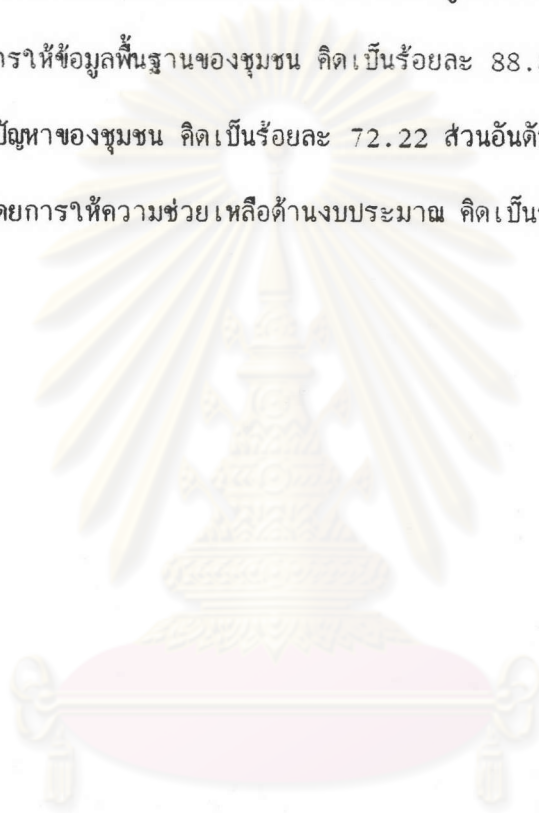 การให้ข้อมูลพื้นฐานของชุมชน คิดเป็นร้อยละ 88.
ปัญหาของชุมชน คิดเป็นร้อยละ 72.22 ส่วนอันดับ
โดยการให้ความช่วยเหลือด้านงบประมาณ คิดเป็น